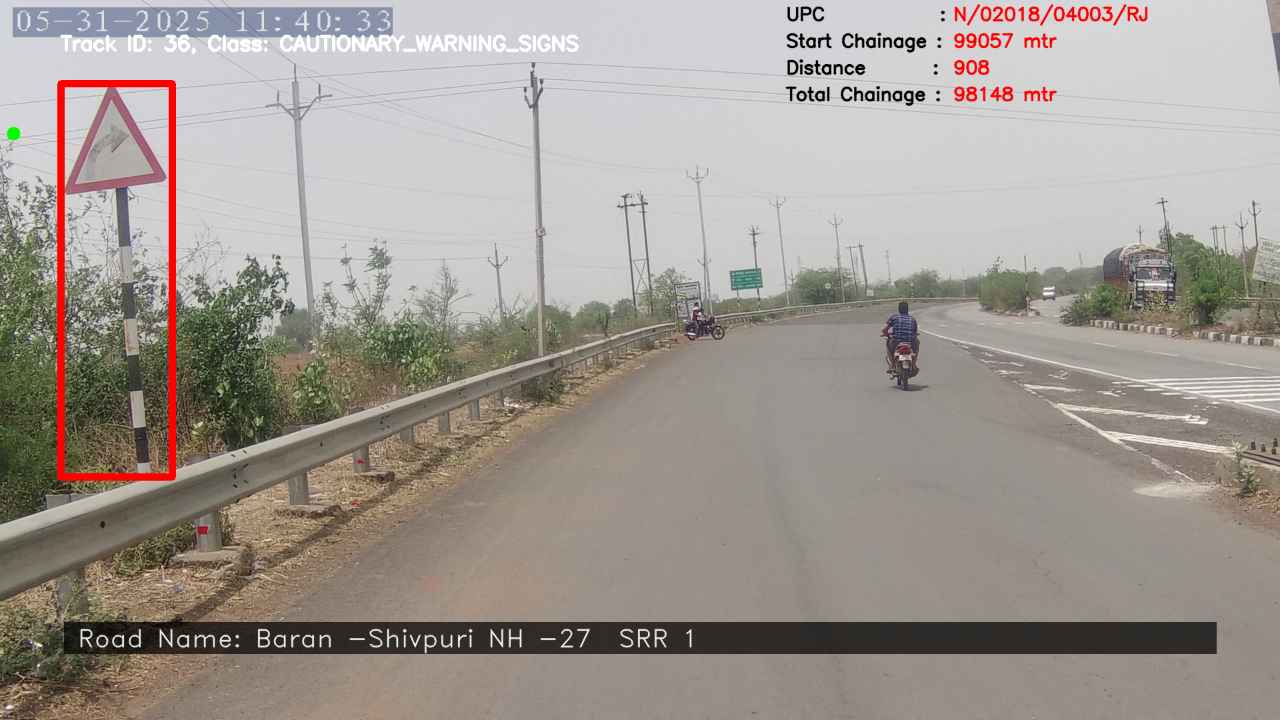 05-31-2025 11:40:33
Track ID: 36, Class: CAUTIONARY_WARNING_SIGNS
UPC : N/02018/04003/RJ
Start Chainage : 99057 mtr
Distance : 908
Total Chainage : 98148 mtr
Road Name: Baran -Shivpuri NH -27 SRR 1